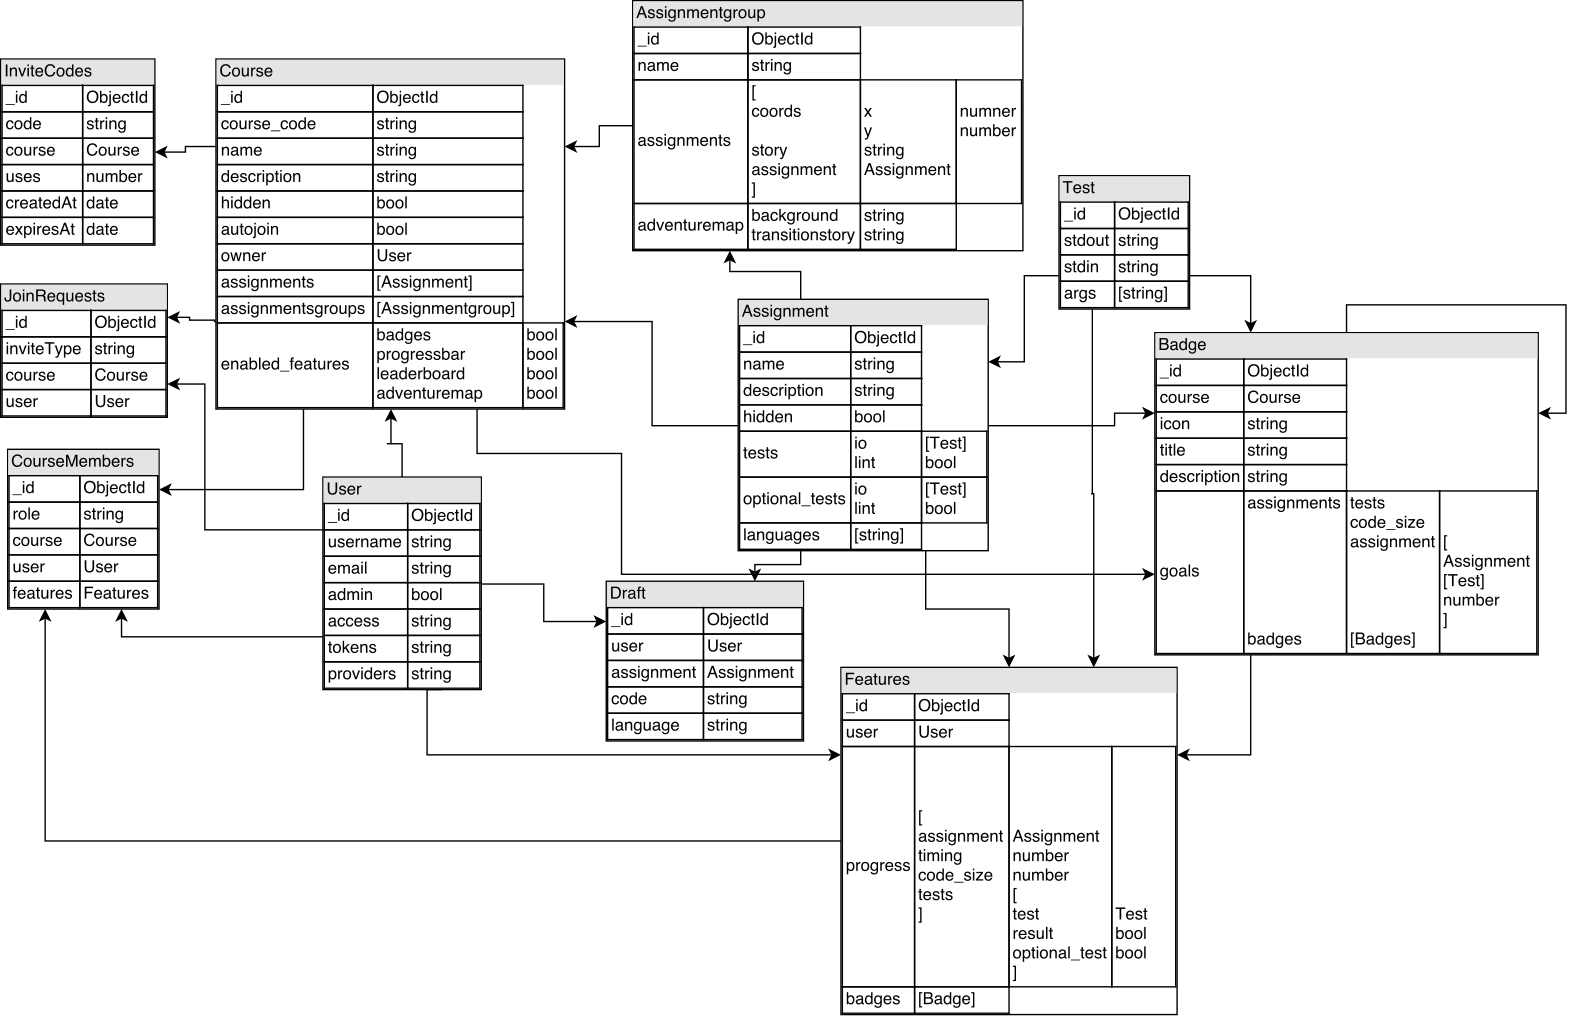 Assignmentgroup
_id ObjectId
name string
assignments
[
coords x numner
y number
story string
assignment Assignment
]
adventuremap
background string
transitionstory string
InviteCodes
_id ObjectId
code string
course Course
uses number
createdAt date
expiresAt date
Course
_id ObjectId
course_code string
name string
description string
hidden bool
autojoin bool
owner User
assignments [Assignment]
assignmentsgroups [Assignmentgroup]
enabled_features
badges bool
progressbar bool
leaderboard bool
adventuremap bool
Test
_id ObjectId
stdout string
stdin string
args [string]
JoinRequests
_id ObjectId
inviteType string
course Course
user User
Assignment
_id ObjectId
name string
description string
hidden bool
tests
io [Test]
lint bool
optional_tests
io [Test]
lint bool
languages [string]
Badge
_id ObjectId
course Course
icon string
title string
description string
goals
assignments tests
code_size
assignment [
Assignment
[Test]
number
]
badges [Badges]
CourseMembers
_id ObjectId
role string
course Course
user User
features Features
User
_id ObjectId
username string
email string
admin bool
access string
tokens string
providers string
Draft
_id ObjectId
user User
assignment Assignment
code string
language string
Features
_id ObjectId
user User
progress
[
assignment Assignment
timing number
code_size number
tests [
] test Test
result bool
optional_test bool
]
badges [Badge]